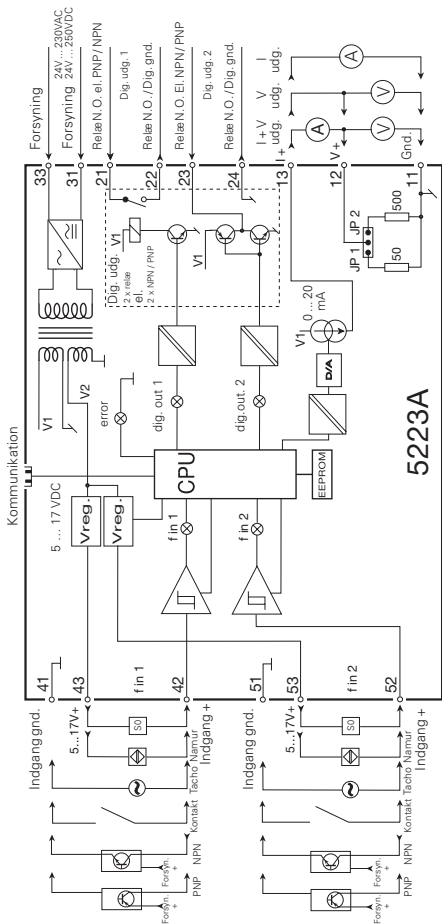 Kommunikation
Indgang gnd.
41
5...17V+
43
S0
f in 1
42
Indgang +
Namur
Tacho
Kontakt
NPN
Forsyn.
+
PNP
Forsyn.
+
Indgang gnd.
51
5...17V+
53
S0
f in 2
52
Indgang +
Namur
Tacho
Kontakt
NPN
Forsyn.
+
PNP
Forsyn.
+
5 ... 17 VDC
Vreg.
Vreg.
f in 1
f in 2
CPU
EEPROM
V1
V2
error
dig. out 1
dig.out. 2
D/A
V1
0 ... 20
mA
Dig. udg.
2 x relæ
el.
2 x NPN / PNP
V1
V1
JP 1
JP 2
50
500
5223A
33
Forsyning
24V... 230VAC
24V... 250VDC
31
Forsyning
21
Relæ N.O. el. PNP/ NPN
Dig. udg. 1
22
Relæ N.O. /Dig. gnd.
23
Relæ N.O. El. NPN/ PNP
Dig. udg. 2
24
Relæ N.O. /Dig. gnd.
13
I +
12
V +
11
Gnd.
I + V
udg.
V
udg.
I
udg.
A
V
V
A